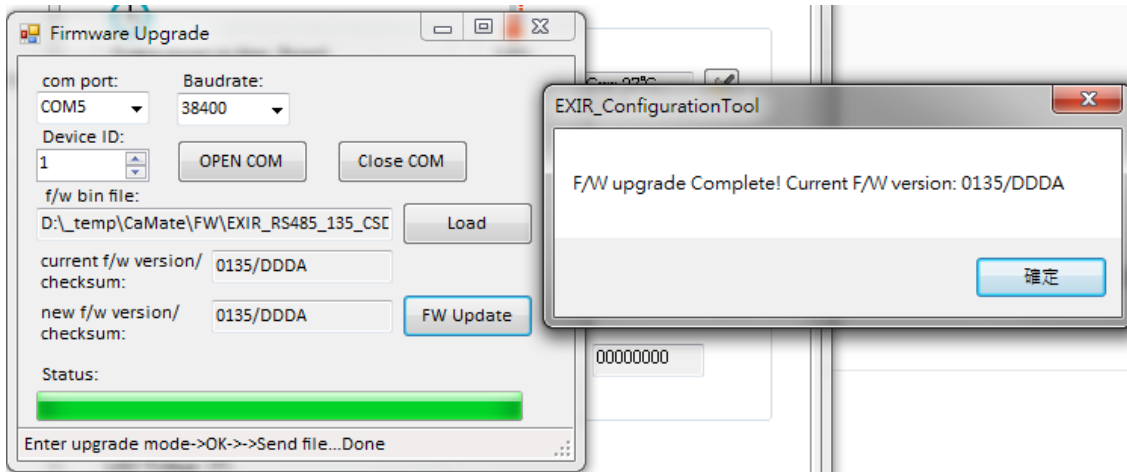 Firmware Upgrade
com port:
Baudrate:
COM5
38400
Device ID:
1
OPEN COM
Close COM
f/w bin file:
D:\_temp\CaMate\FW\EXIR_RS485_135_CSD
Load
current f/w version/
checksum:
0135/DDDA
new f/w version/
checksum:
0135/DDDA
FW Update
Status:
Enter upgrade mode->OK->->Send file...Done
EXIR_ConfigurationTool
F/W upgrade Complete! Current F/W version: 0135/DDDA
確定
00000000